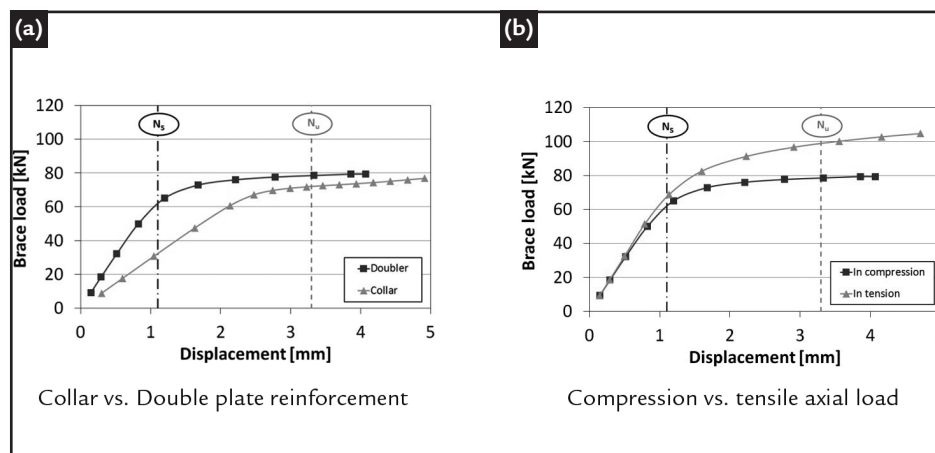 (a)
Brace load [kN]
120
100
80
60
40
20
0
Ns
Nu
Doubler
Collar
0 1 2 3 4 5
Displacement [mm]
Collar vs. Double plate reinforcement
(b)
Brace load [kN]
120
100
80
60
40
20
0
Ns
Nu
In compression
In tension
0 1 2 3 4
Displacement [mm]
Compression vs. tensile axial load